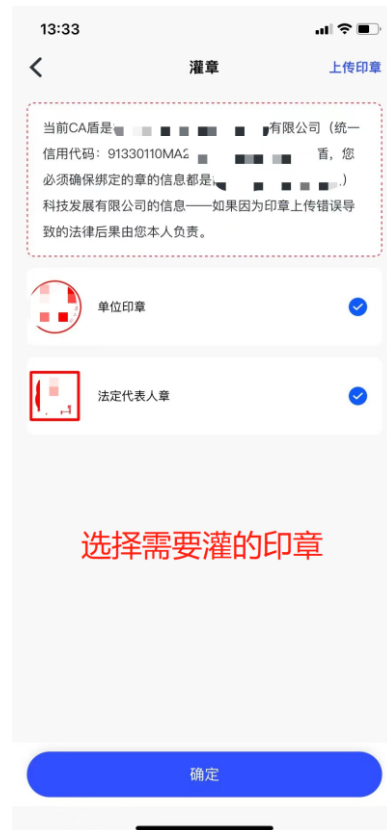 13:33
灌章
上传印章
当前CA盾是 有限公司（统一
信用代码：91330110MA2 盾，您
必须确保绑定的章的信息都是 ）
科技发展有限公司的信息——如果因为印章上传错误导
致的法律后果由您本人负责。
单位印章
法定代表人章
选择需要灌的印章
确定